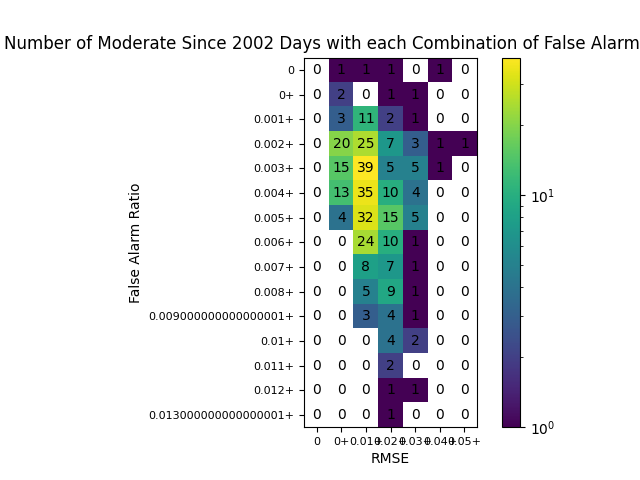 Number of Moderate Since 2002 Days with each Combination of False Alarm
0 0 1 1 1 0 1 0
0+ 0 2 0 1 1 0 0
0.001+ 0 3 11 2 1 0 0
0.002+ 0 20 25 7 3 1 1
0.003+ 0 15 39 5 5 1 0
0.004+ 0 13 35 10 4 0 0
0.005+ 0 4 32 15 5 0 0
0.006+ 0 0 24 10 1 0 0
0.007+ 0 0 8 7 1 0 0
0.008+ 0 0 5 9 1 0 0
0.009000000000000001+ 0 0 3 4 1 0 0
0.01+ 0 0 0 4 2 0 0
0.011+ 0 0 0 2 0 0 0
0.012+ 0 0 0 1 1 0 0
0.013000000000000001+ 0 0 0 1 0 0 0
0 0+ 0.01+ 0.02+ 0.03+ 0.04+ 0.05+
RMSE
False Alarm Ratio
10¹
10⁰